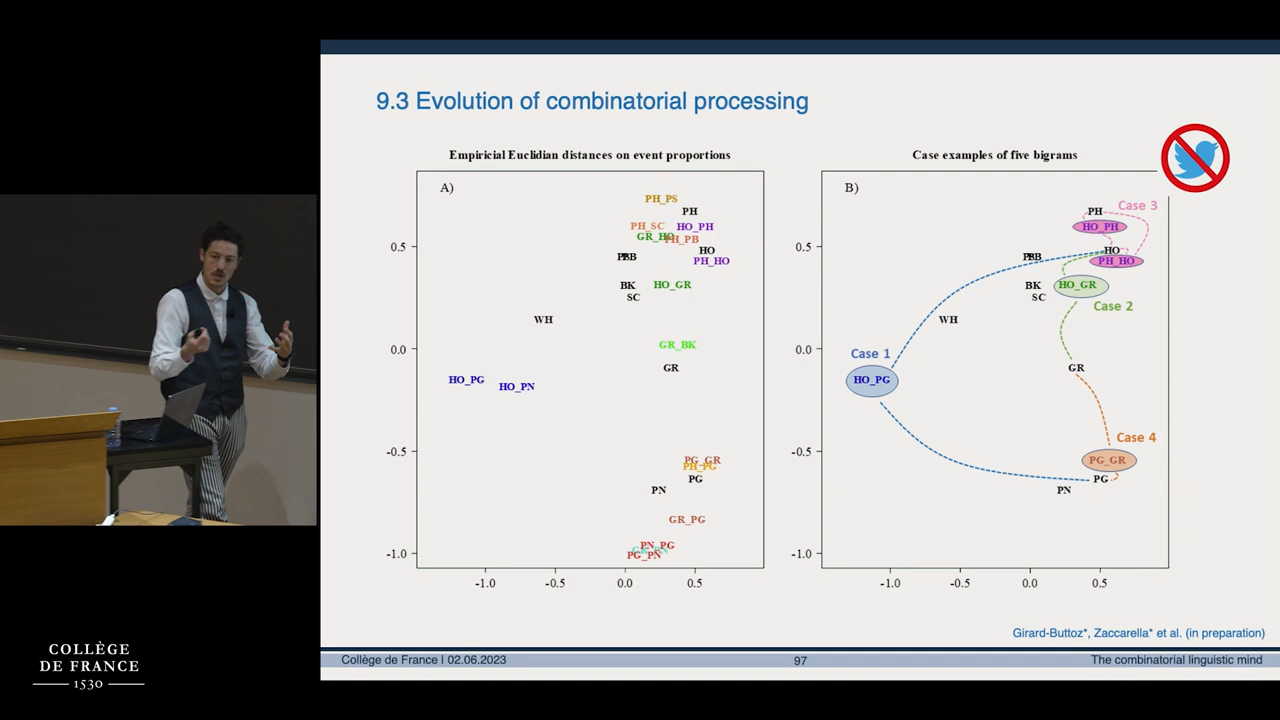 9.3 Evolution of combinatorial processing
Empiricial Euclidian distances on event proportions
A)
PH_PS
PH
PH_SC
HO_PH
GR_HO
PH_PB
HO
PH_HO
BK
HO_GR
SC
WH
GR_BK
GR
HO_PG
HO_PN
PG_GR
PH_PG
PG
PN
GR_PG
PN_PG
PG_PN
0.5
0.0
-0.5
-1.0
-1.0
-0.5
0.0
0.5
Case examples of five bigrams
B)
PH
Case 3
HO_PH
HO
PH_HO
BK
HO_GR
SC
Case 2
WH
Case 1
GR
HO_PG
Case 4
PG_GR
PG
PN
0.5
0.0
-0.5
-1.0
-1.0
-0.5
0.0
0.5
Girard-Buttoz*, Zaccarella* et al. (in preparation)
Collège de France I 02.06.2023
97
The combinatorial linguistic mind
COLLÈGE
DE FRANCE
1530